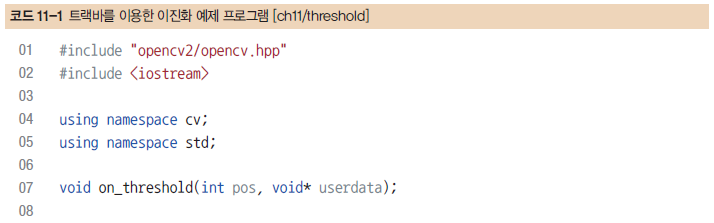 코드 11-1 트랙바를 이용한 이진화 예제 프로그램 [ch11/threshold]
01 #include "opencv2/opencv.hpp"
02 #include <iostream>
03
04 using namespace cv;
05 using namespace std;
06
07 void on_threshold(int pos, void* userdata);
08